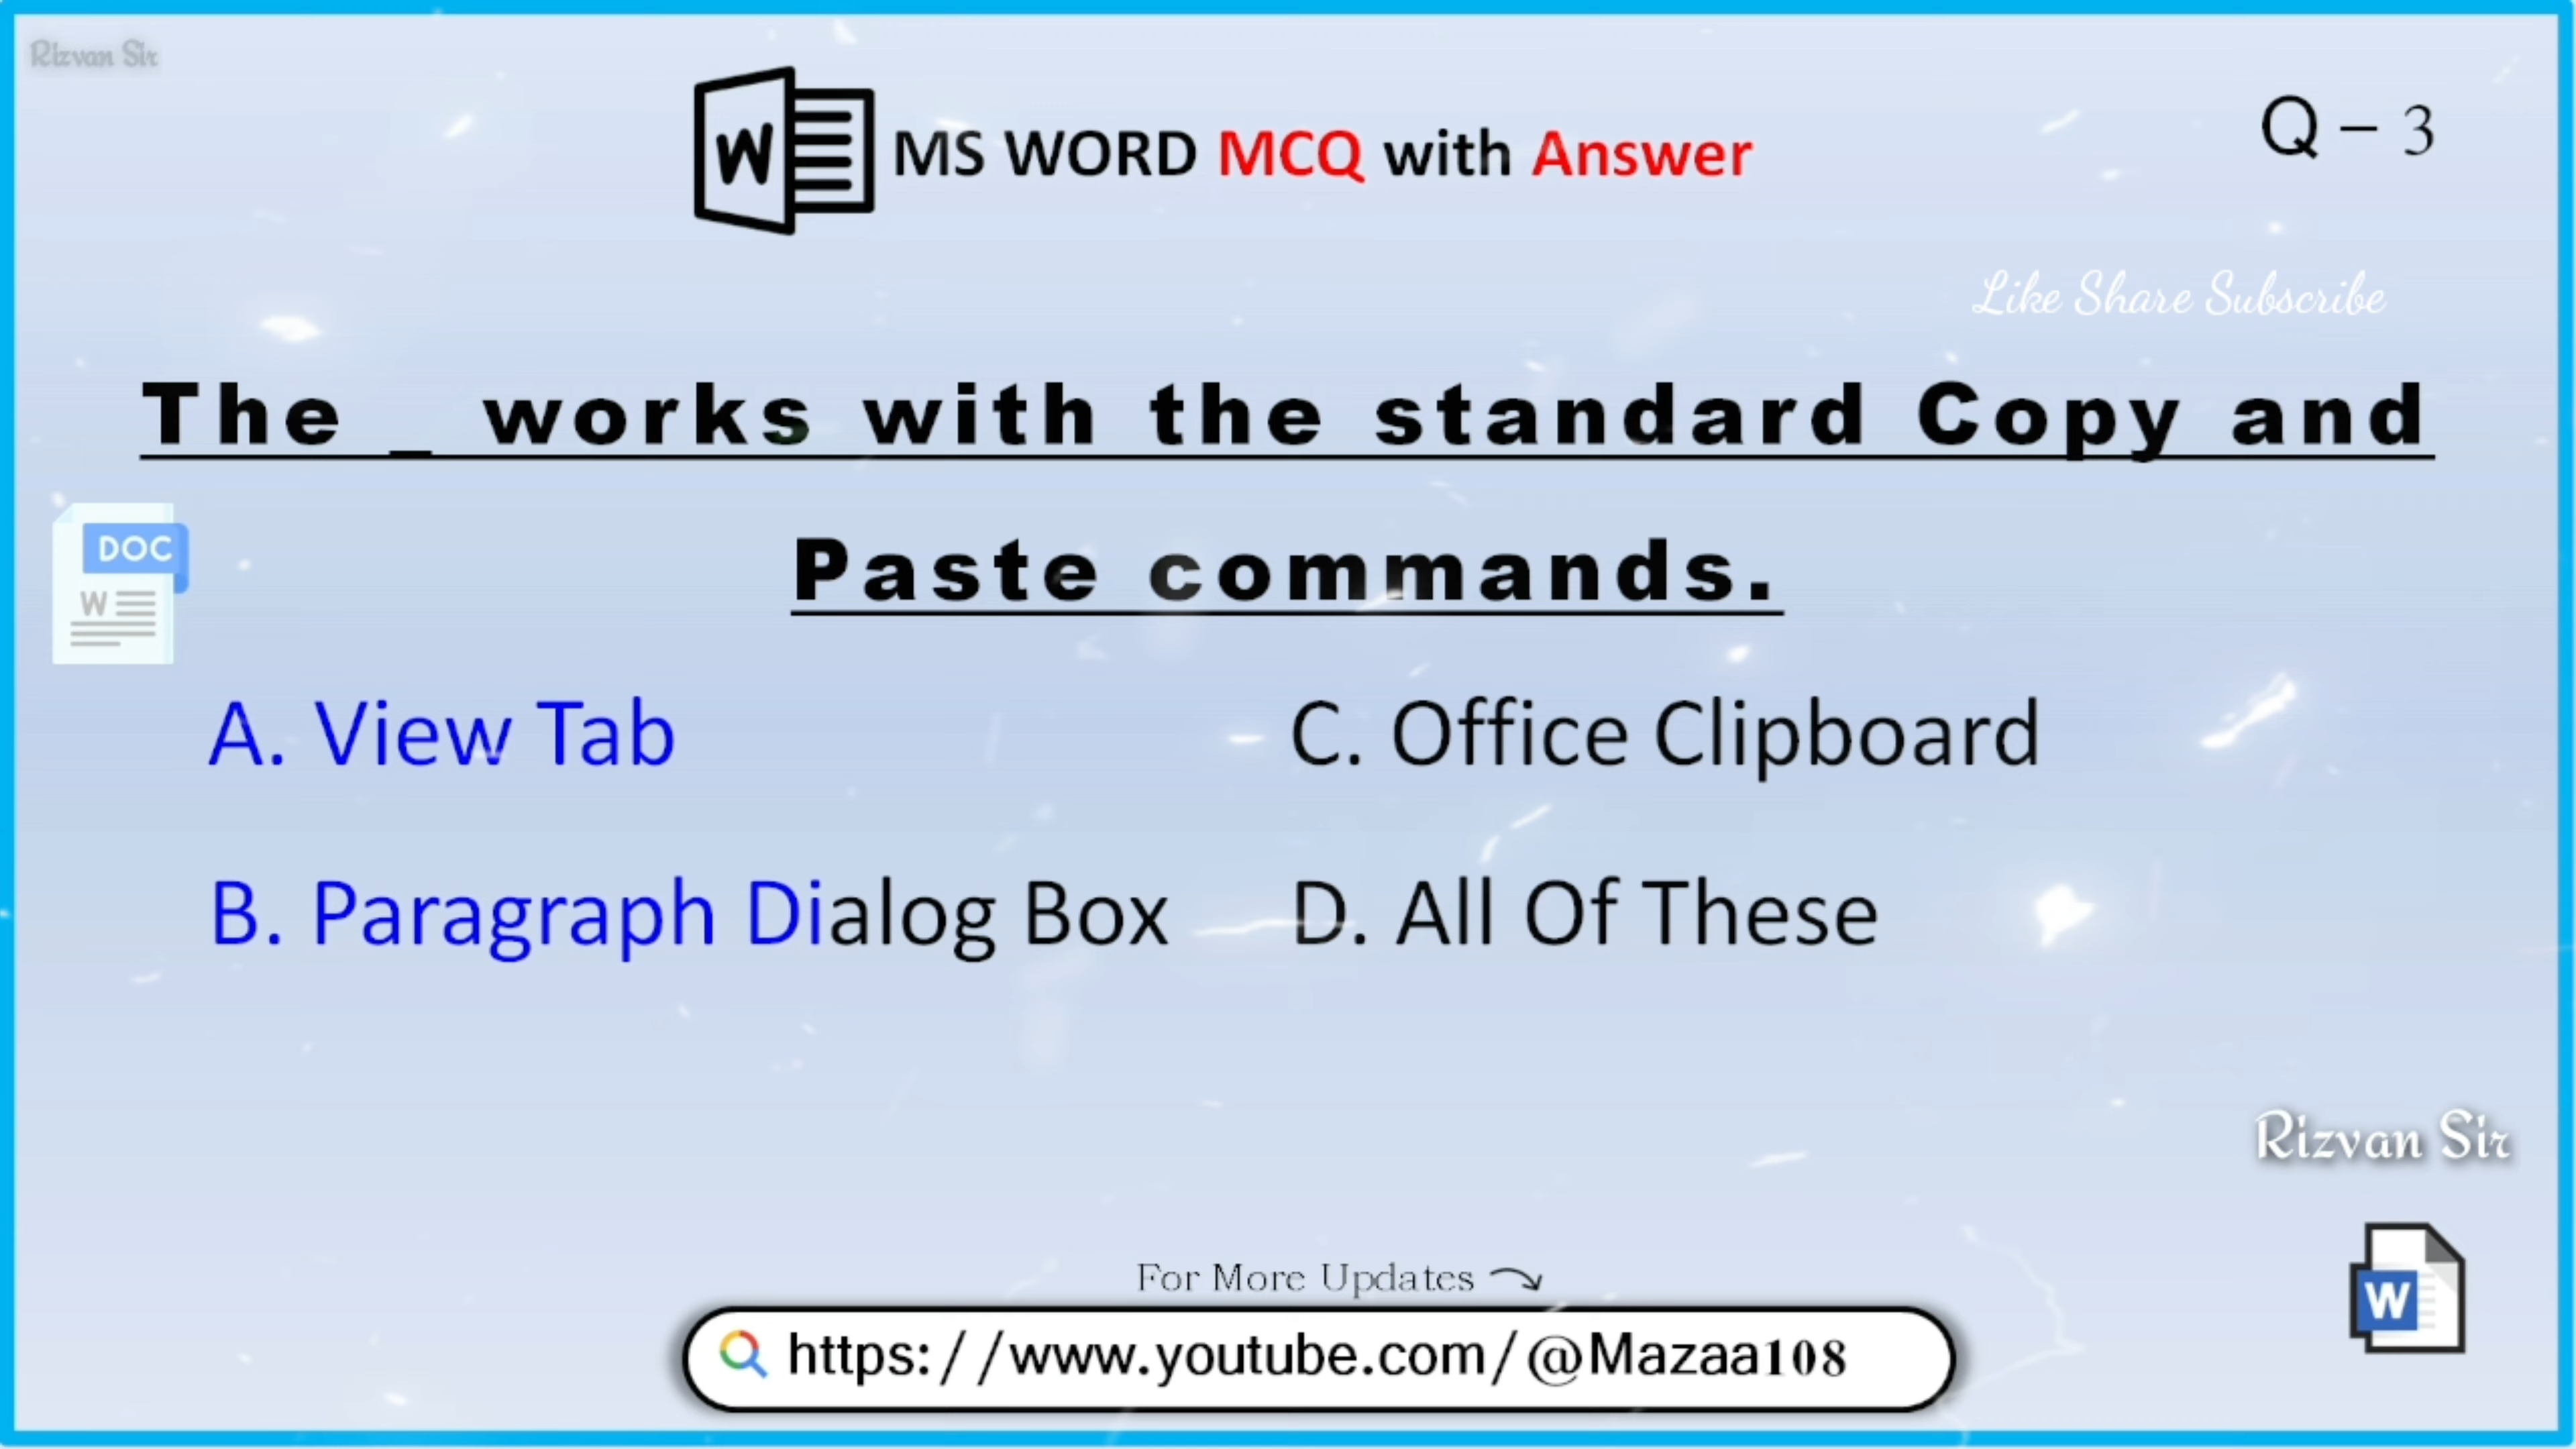 Rizvan Sir
W MS WORD MCQ with Answer
Q – 3
Like Share Subscribe
The _ works with the standard Copy and
Paste commands.
DOC
W
A. View Tab
C. Office Clipboard
B. Paragraph Dialog Box
D. All Of These
Rizvan Sir
W
For More Updates
https://www.youtube.com/@Mazaa108